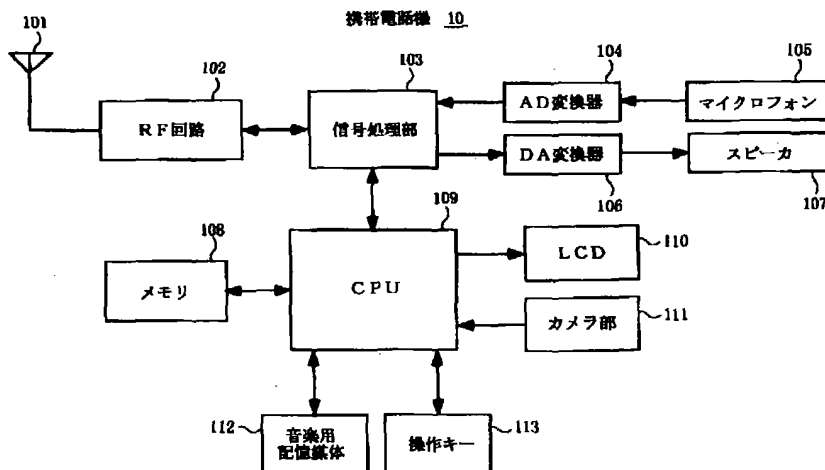 携帯電話機 10
101
102
103
104
105
RF回路
信号処理部
AD変換器
マイクロフォン
DA変換器
スピーカ
106
107
108
109
メモリ
CPU
LCD
110
カメラ部
111
112
音楽用
記憶媒体
操作キー
113